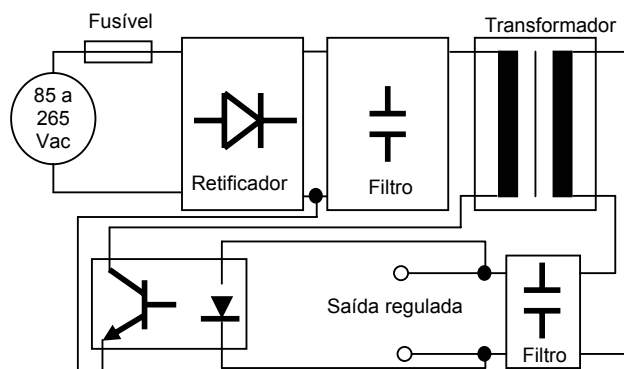 Fusível
Transformador
85 a
265
Vac
Retificador
Filtro
Saída regulada
Filtro